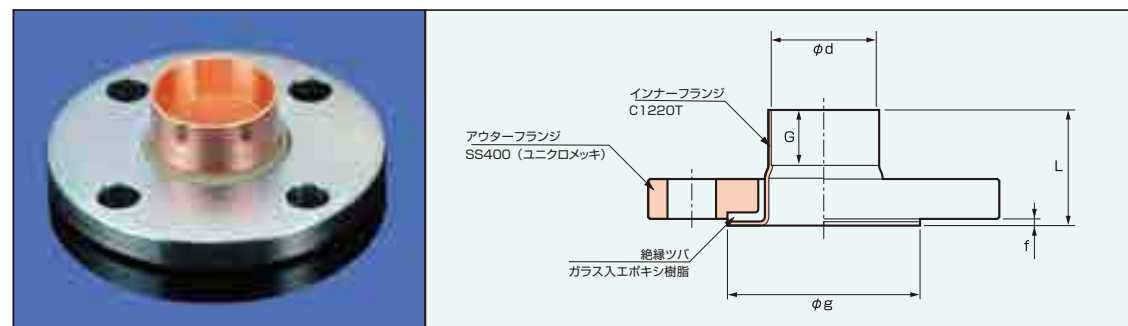 φd
インナーフランジ
C1220T
G
アウターフランジ
SS400（ユニクロメッキ）
L
f
絶縁ツバ
ガラス入エポキシ樹脂
φg